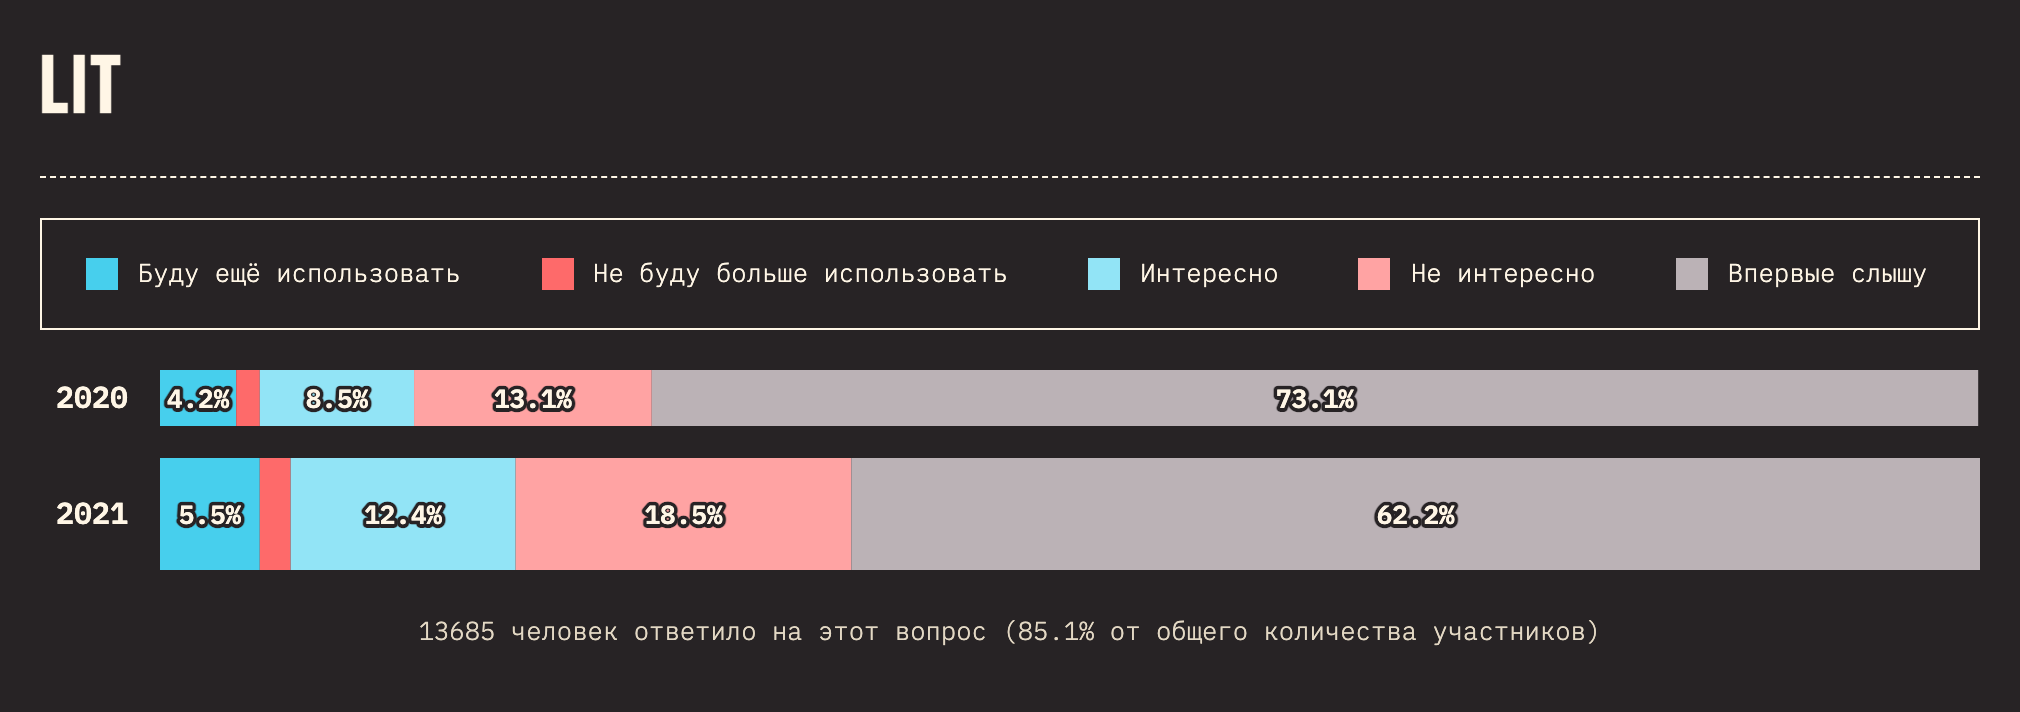 LIT
Буду ещё использовать Не буду больше использовать Интересно Не интересно Впервые слышу
2020 4.2% 8.5% 13.1% 73.1%
2021 5.5% 12.4% 18.5% 62.2%
13685 человек ответило на этот вопрос (85.1% от общего количества участников)